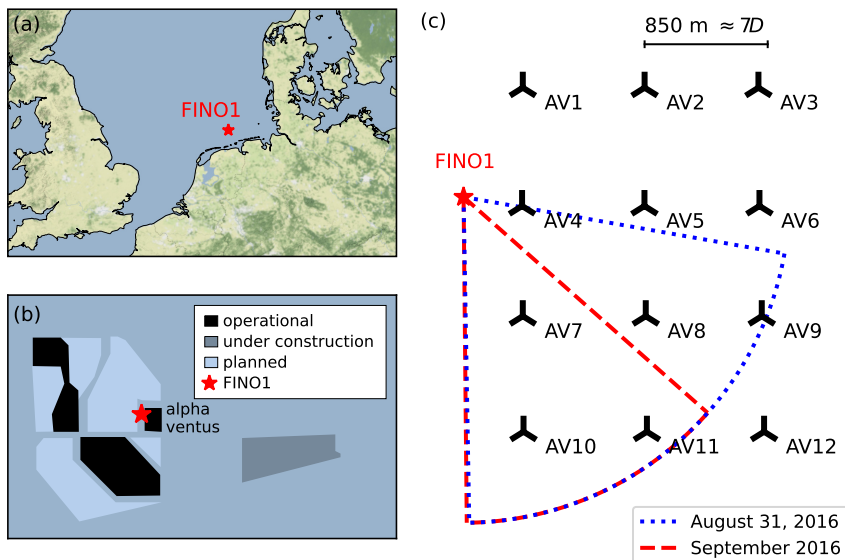 (a)
FINO1
(b)
operational
under construction
planned
FINO1
alpha
ventus
(c)
850 m ≈ 7D
AV1
AV2
AV3
FINO1
AV4
AV5
AV6
AV7
AV8
AV9
AV10
AV11
AV12
August 31, 2016
September 2016